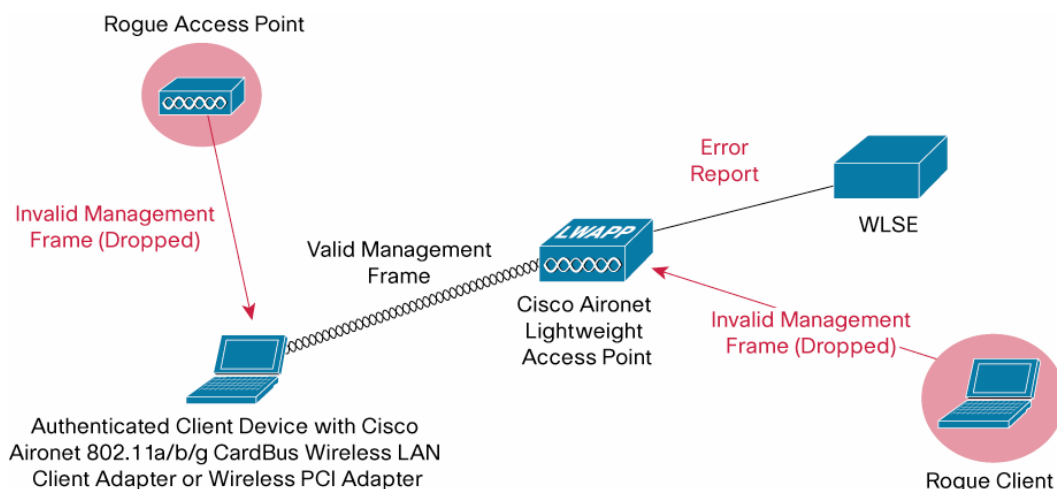 Rogue Access Point
Invalid Management
Frame (Dropped)
Valid Management
Frame
LWAPP
Error
Report
WLSE
Cisco Aironet
Lightweight
Access Point
Invalid Management
Frame (Dropped)
Authenticated Client Device with Cisco
Aironet 802.11a/b/g CardBus Wireless LAN
Client Adapter or Wireless PCI Adapter
Rogue Client